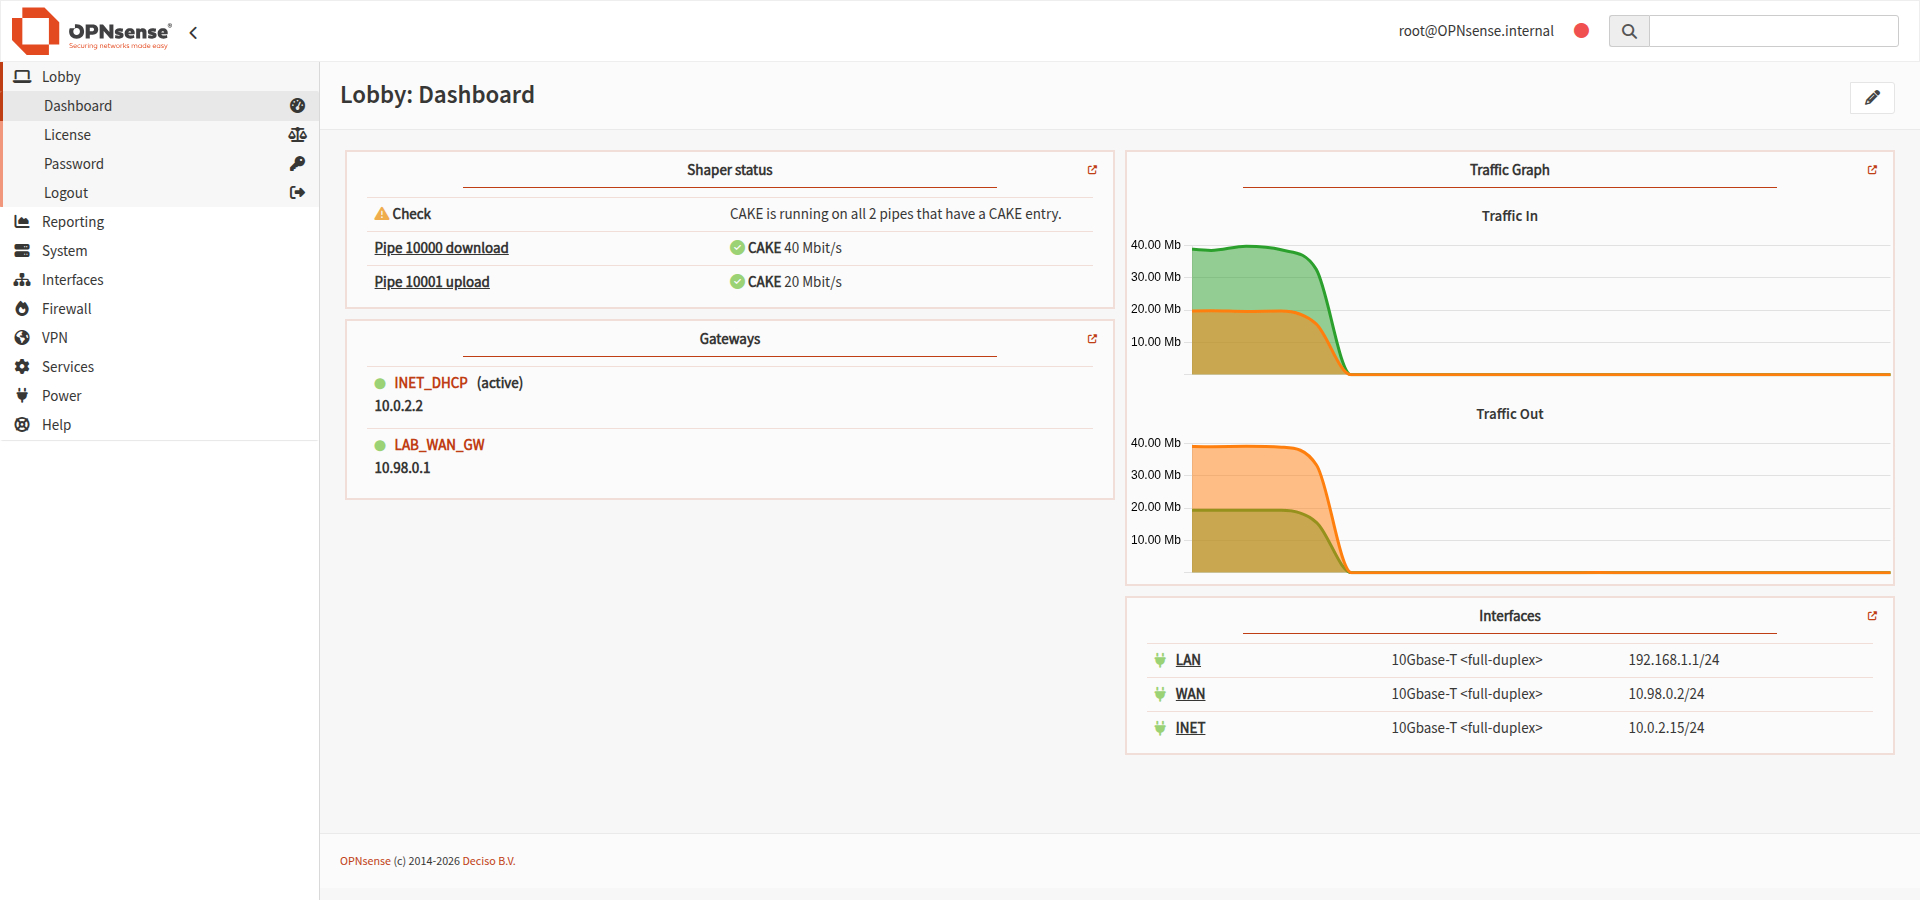 OPNsense®
Securing networks made easy
root@OPNsense.internal
Lobby
Dashboard
License
Password
Logout
Reporting
System
Interfaces
Firewall
VPN
Services
Power
Help
Lobby: Dashboard
Shaper status
Check CAKE is running on all 2 pipes that have a CAKE entry.
Pipe 10000 download CAKE 40 Mbit/s
Pipe 10001 upload CAKE 20 Mbit/s
Gateways
INET_DHCP (active)
10.0.2.2
LAB_WAN_GW
10.98.0.1
Traffic Graph
Traffic In
40.00 Mb
30.00 Mb
20.00 Mb
10.00 Mb
Traffic Out
40.00 Mb
30.00 Mb
20.00 Mb
10.00 Mb
Interfaces
LAN 10Gbase-T <full-duplex> 192.168.1.1/24
WAN 10Gbase-T <full-duplex> 10.98.0.2/24
INET 10Gbase-T <full-duplex> 10.0.2.15/24
OPNsense (c) 2014-2026 Deciso B.V.